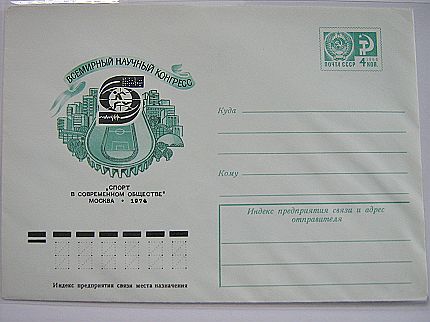 ВСЕМИРНЫЙ НАУЧНЫЙ КОНГРЕСС
„СПОРТ
В СОВРЕМЕННОМ ОБЩЕСТВЕ"
МОСКВА • 1974
ПОЧТА СССР
4 КОП.
1966
Куда
Кому
Индекс предприятия связи и адрес
отправителя
Индекс предприятия связи места назначения